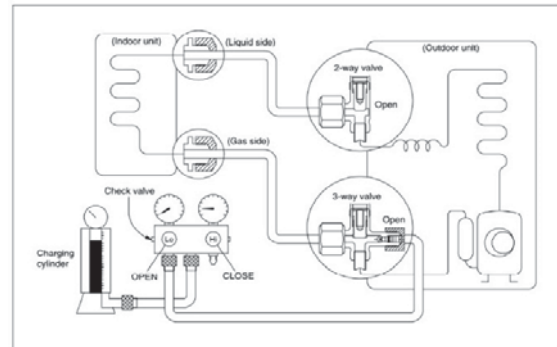 (Indoor unit)
(Liquid side)
(Outdoor unit)
2-way valve
Open
(Gas side)
3-way valve
Open
Check valve
Lo
Hi
Charging
cylinder
OPEN
CLOSE